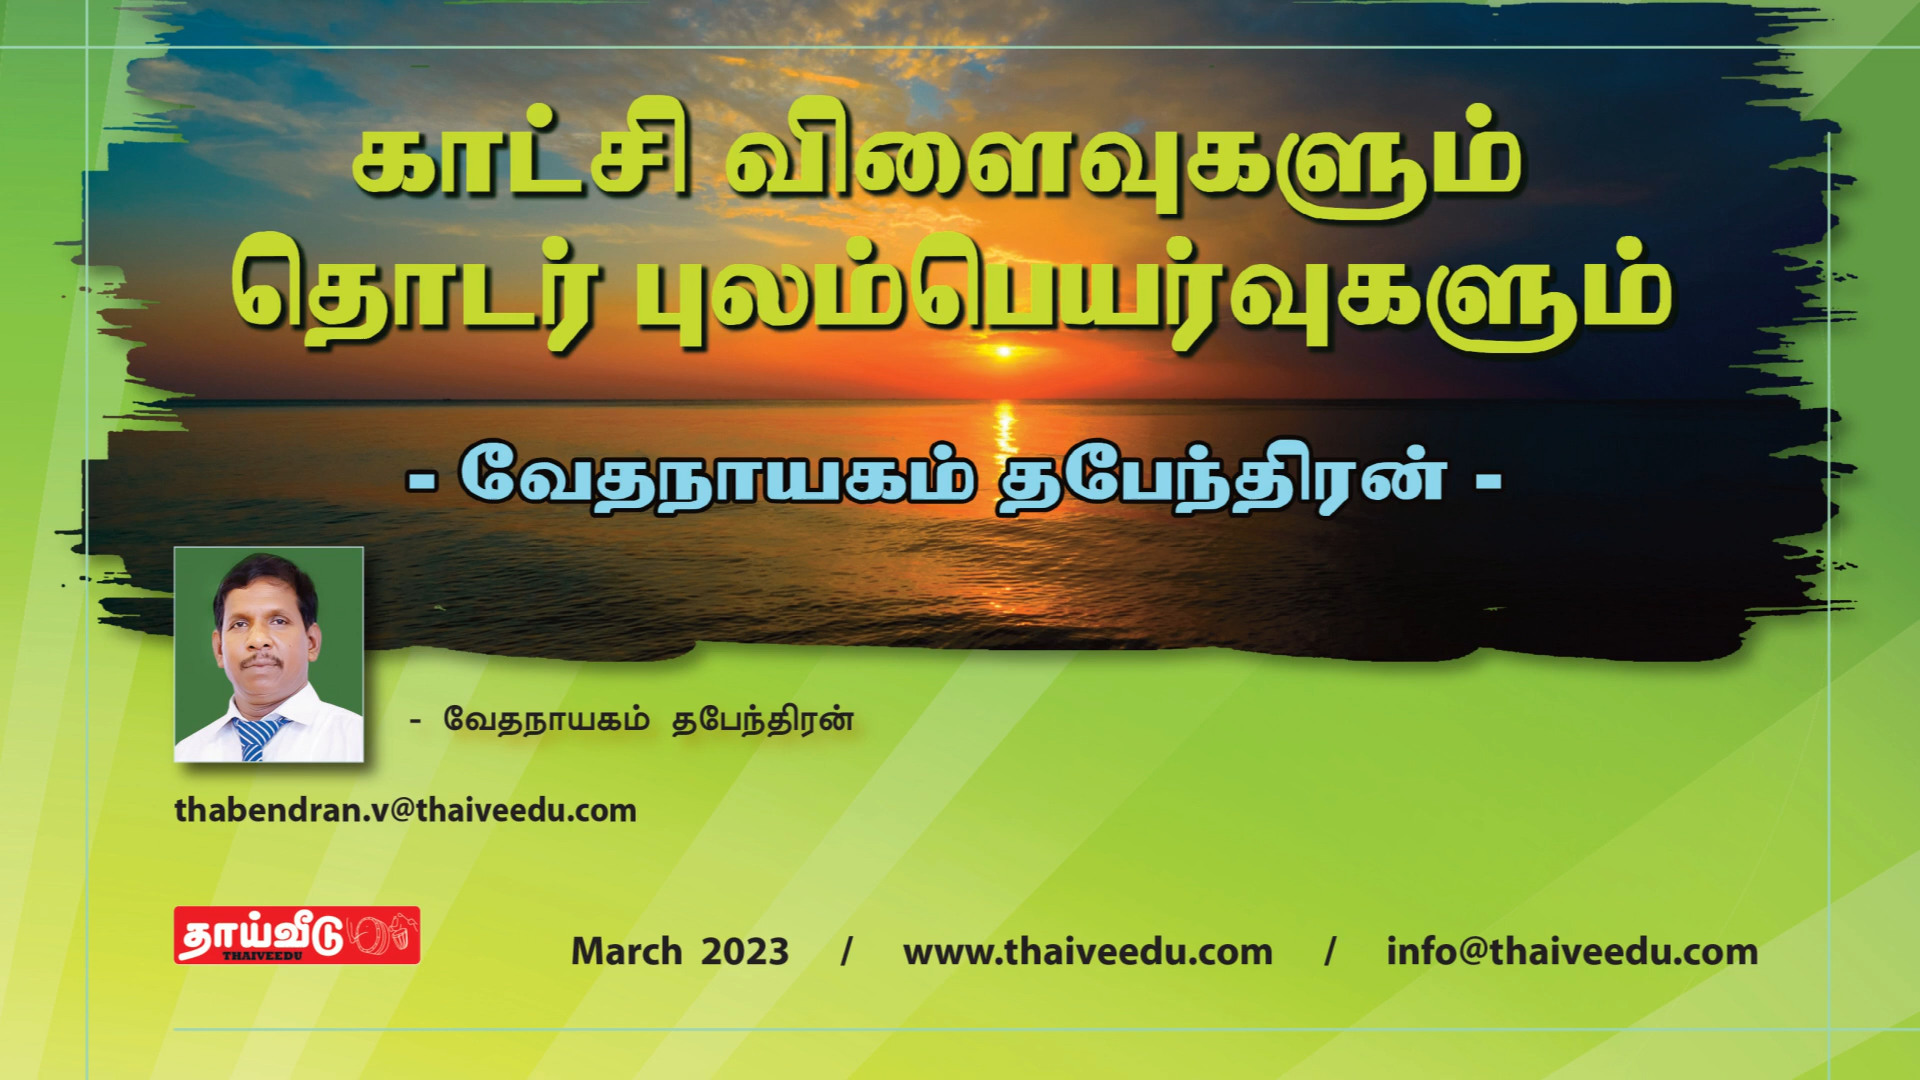 காட்சி விளைவுகளும்
தொடர் புலம்பெயர்வுகளும்
- வேதநாயகம் தபேந்திரன் -
- வேதநாயகம் தபேந்திரன்
thabendran.v@thaiveedu.com
தாய்வீடு
THAIVEEDU
March 2023 / www.thaiveedu.com / info@thaiveedu.com